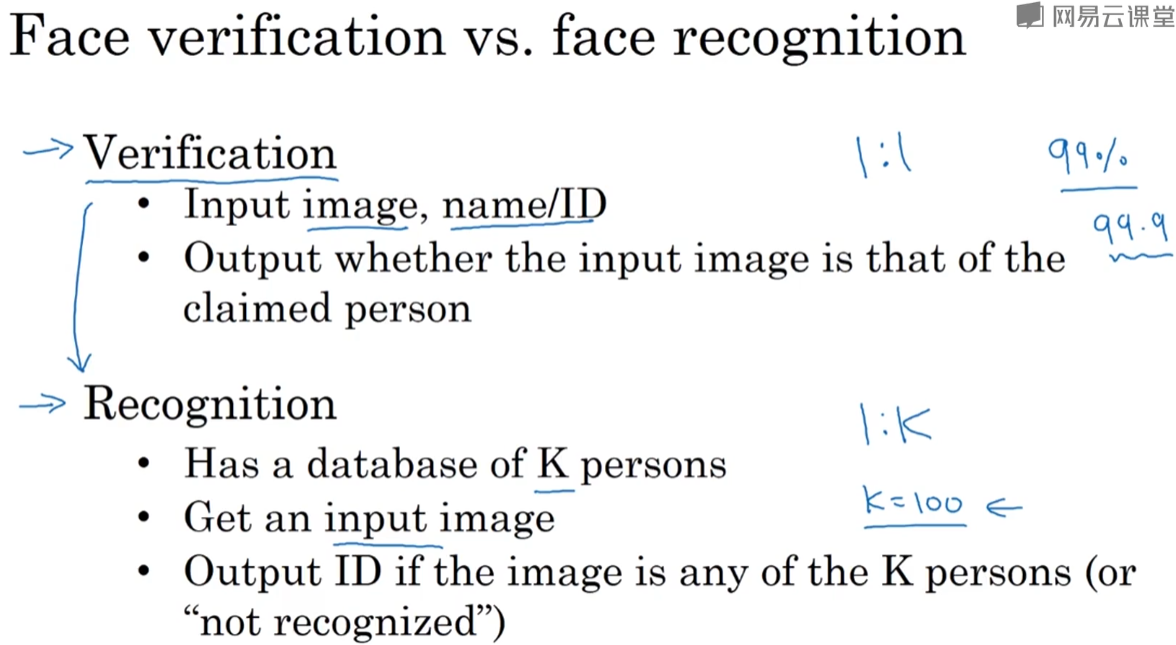 网易云课堂
Face verification vs. face recognition
→ Verification
1:1
99%
• Input image, name/ID
99.9
• Output whether the input image is that of the
claimed person
→ Recognition
1:K
• Has a database of K persons
K=100 ←
• Get an input image
• Output ID if the image is any of the K persons (or
“not recognized”)